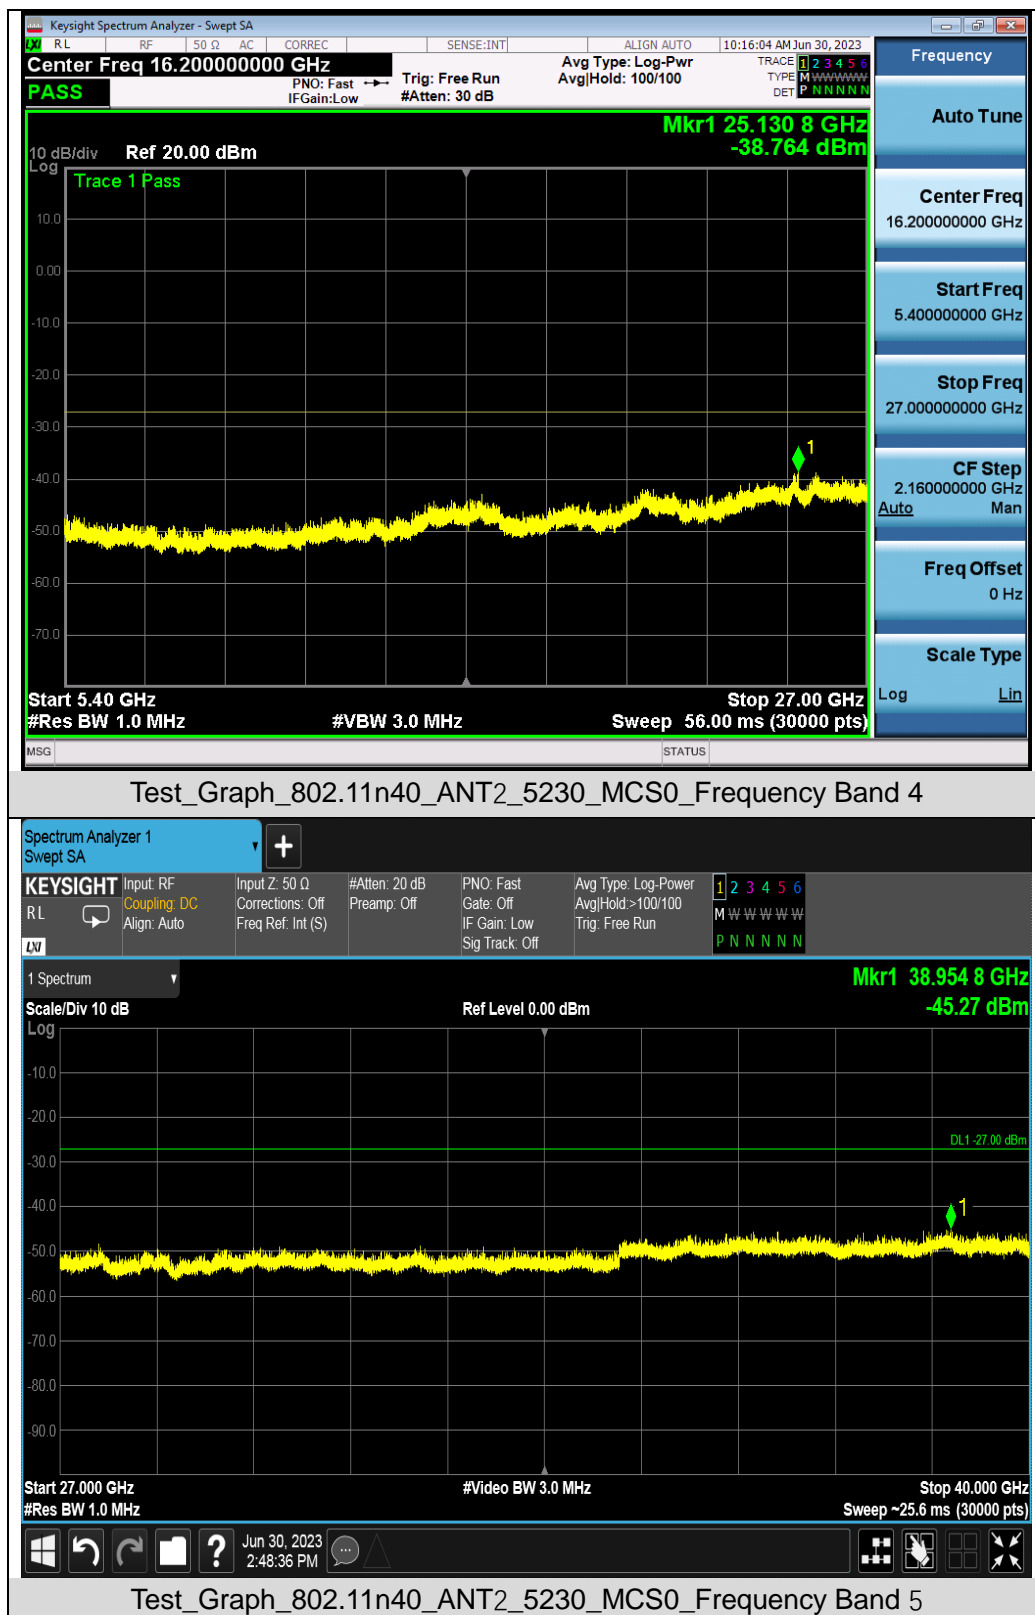 Keysight Spectrum Analyzer - Swept SA
LXI RL RF 50 Ω AC CORREC SENSE:INT ALIGN AUTO 10:16:04 AM Jun 30, 2023
Center Freq 16.200000000 GHz
PASS
PNO: Fast
IFGain:Low
Trig: Free Run
#Atten: 30 dB
Avg Type: Log-Pwr
Avg|Hold: 100/100
TRACE 1 2 3 4 5 6
TYPE M W W W W W
DET P N N N N N
Mkr1 25.130 8 GHz
-38.764 dBm
10 dB/div Ref 20.00 dBm
Log
Trace 1 Pass
10.0
0.00
-10.0
-20.0
-30.0
1
-40.0
-50.0
-60.0
-70.0
Start 5.40 GHz Stop 27.00 GHz
#Res BW 1.0 MHz #VBW 3.0 MHz Sweep 56.00 ms (30000 pts)
MSG STATUS
Frequency
Auto Tune
Center Freq
16.200000000 GHz
Start Freq
5.400000000 GHz
Stop Freq
27.000000000 GHz
CF Step
2.160000000 GHz
Auto Man
Freq Offset
0 Hz
Scale Type
Log Lin
Test_Graph_802.11n40_ANT2_5230_MCS0_Frequency Band 4
Spectrum Analyzer 1
Swept SA
+
KEYSIGHT
RL
LXI
Input: RF
Coupling: DC
Align: Auto
Input Z: 50 Ω
Corrections: Off
Freq Ref: Int (S)
#Atten: 20 dB
Preamp: Off
PNO: Fast
Gate: Off
IF Gain: Low
Sig Track: Off
Avg Type: Log-Power
Avg|Hold:>100/100
Trig: Free Run
1 2 3 4 5 6
M W W W W W
P N N N N N
1 Spectrum
Mkr1 38.954 8 GHz
-45.27 dBm
Scale/Div 10 dB Ref Level 0.00 dBm
Log
-10.0
-20.0
DL1 -27.00 dBm
-30.0
-40.0
1
-50.0
-60.0
-70.0
-80.0
-90.0
Start 27.000 GHz #Video BW 3.0 MHz Stop 40.000 GHz
#Res BW 1.0 MHz Sweep ~25.6 ms (30000 pts)
?
Jun 30, 2023
2:48:36 PM
Test_Graph_802.11n40_ANT2_5230_MCS0_Frequency Band 5